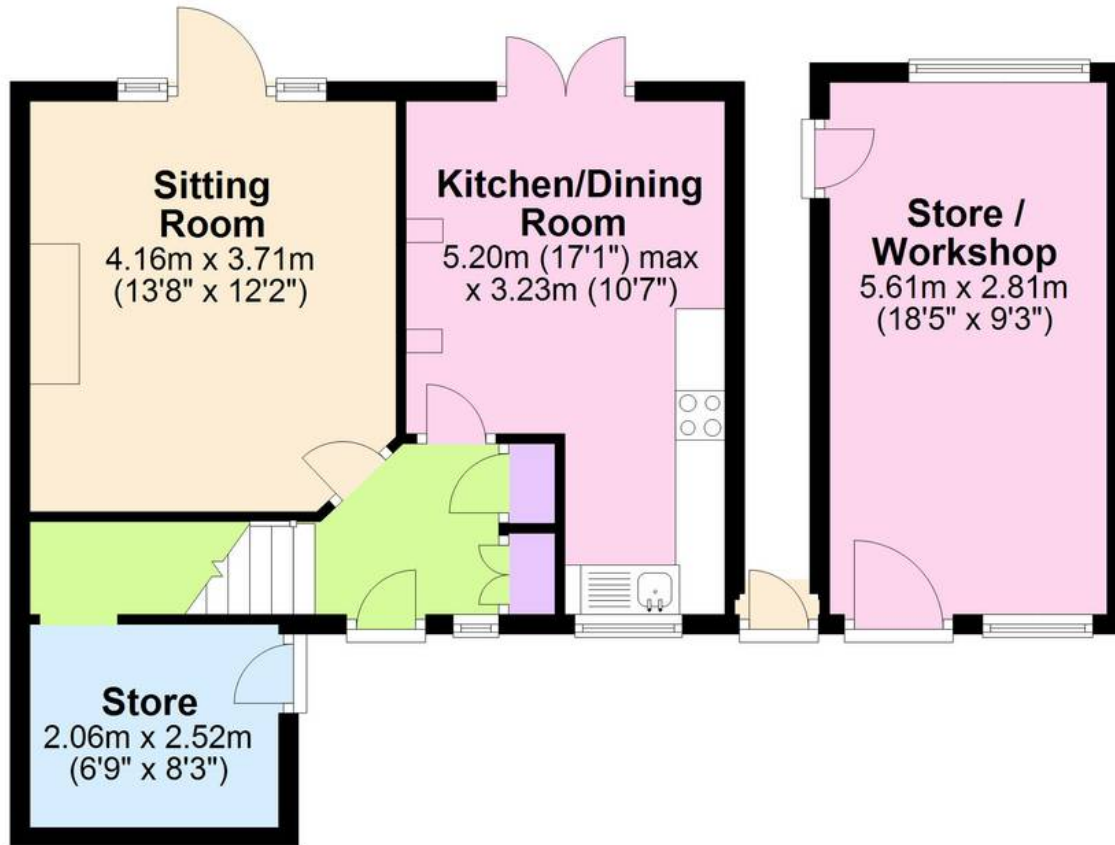 Sitting
Room
4.16m x 3.71m
(13'8" x 12'2")
Kitchen/Dining
Room
5.20m (17'1") max
x 3.23m (10'7")
Store /
Workshop
5.61m x 2.81m
(18'5" x 9'3")
Store
2.06m x 2.52m
(6'9" x 8'3")